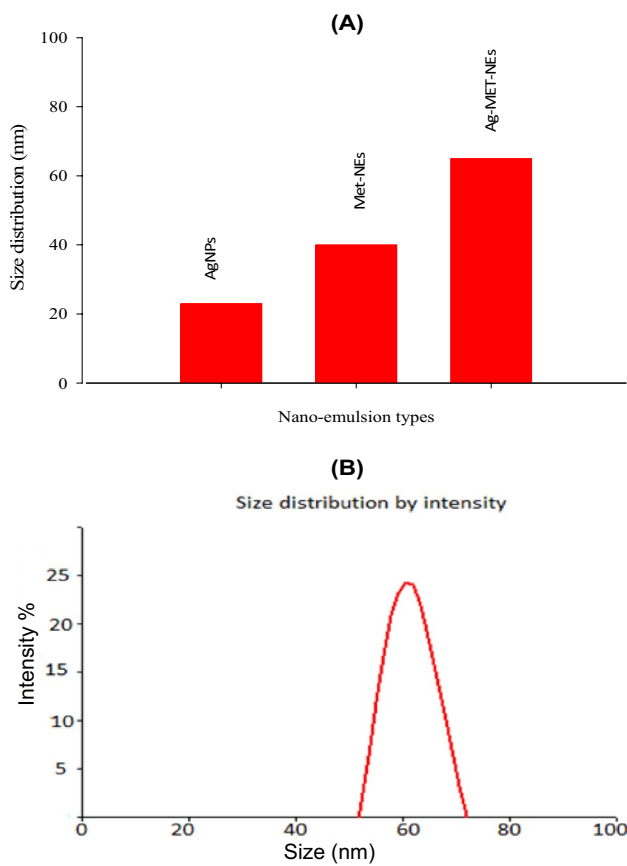 (A)
100
80
60
40
20
0
Size distribution (nm)
AgNPs
Met-NEs
Ag-MET-NEs
Nano-emulsion types
(B)
Size distribution by intensity
25
20
15
10
5
Intensity %
0 20 40 60 80 100
Size (nm)